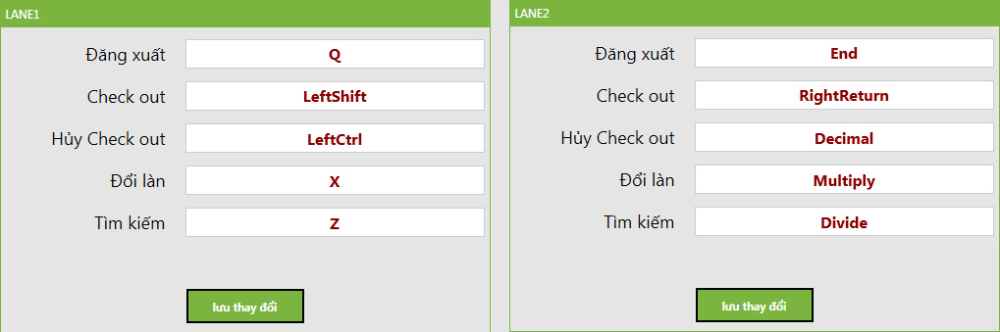 LANE1
Đăng xuất Q
Check out LeftShift
Hủy Check out LeftCtrl
Đổi làn X
Tìm kiếm Z
lưu thay đổi
LANE2
Đăng xuất End
Check out RightReturn
Hủy Check out Decimal
Đổi làn Multiply
Tìm kiếm Divide
lưu thay đổi